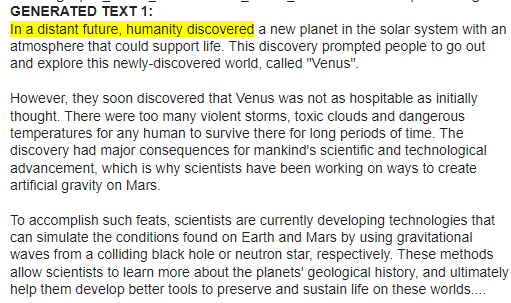 GENERATED TEXT 1:
In a distant future, humanity discovered a new planet in the solar system with an
atmosphere that could support life. This discovery prompted people to go out
and explore this newly-discovered world, called "Venus".
However, they soon discovered that Venus was not as hospitable as initially
thought. There were too many violent storms, toxic clouds and dangerous
temperatures for any human to survive there for long periods of time. The
discovery had major consequences for mankind's scientific and technological
advancement, which is why scientists have been working on ways to create
artificial gravity on Mars.
To accomplish such feats, scientists are currently developing technologies that
can simulate the conditions found on Earth and Mars by using gravitational
waves from a colliding black hole or neutron star, respectively. These methods
allow scientists to learn more about the planets' geological history, and ultimately
help them develop better tools to preserve and sustain life on these worlds....